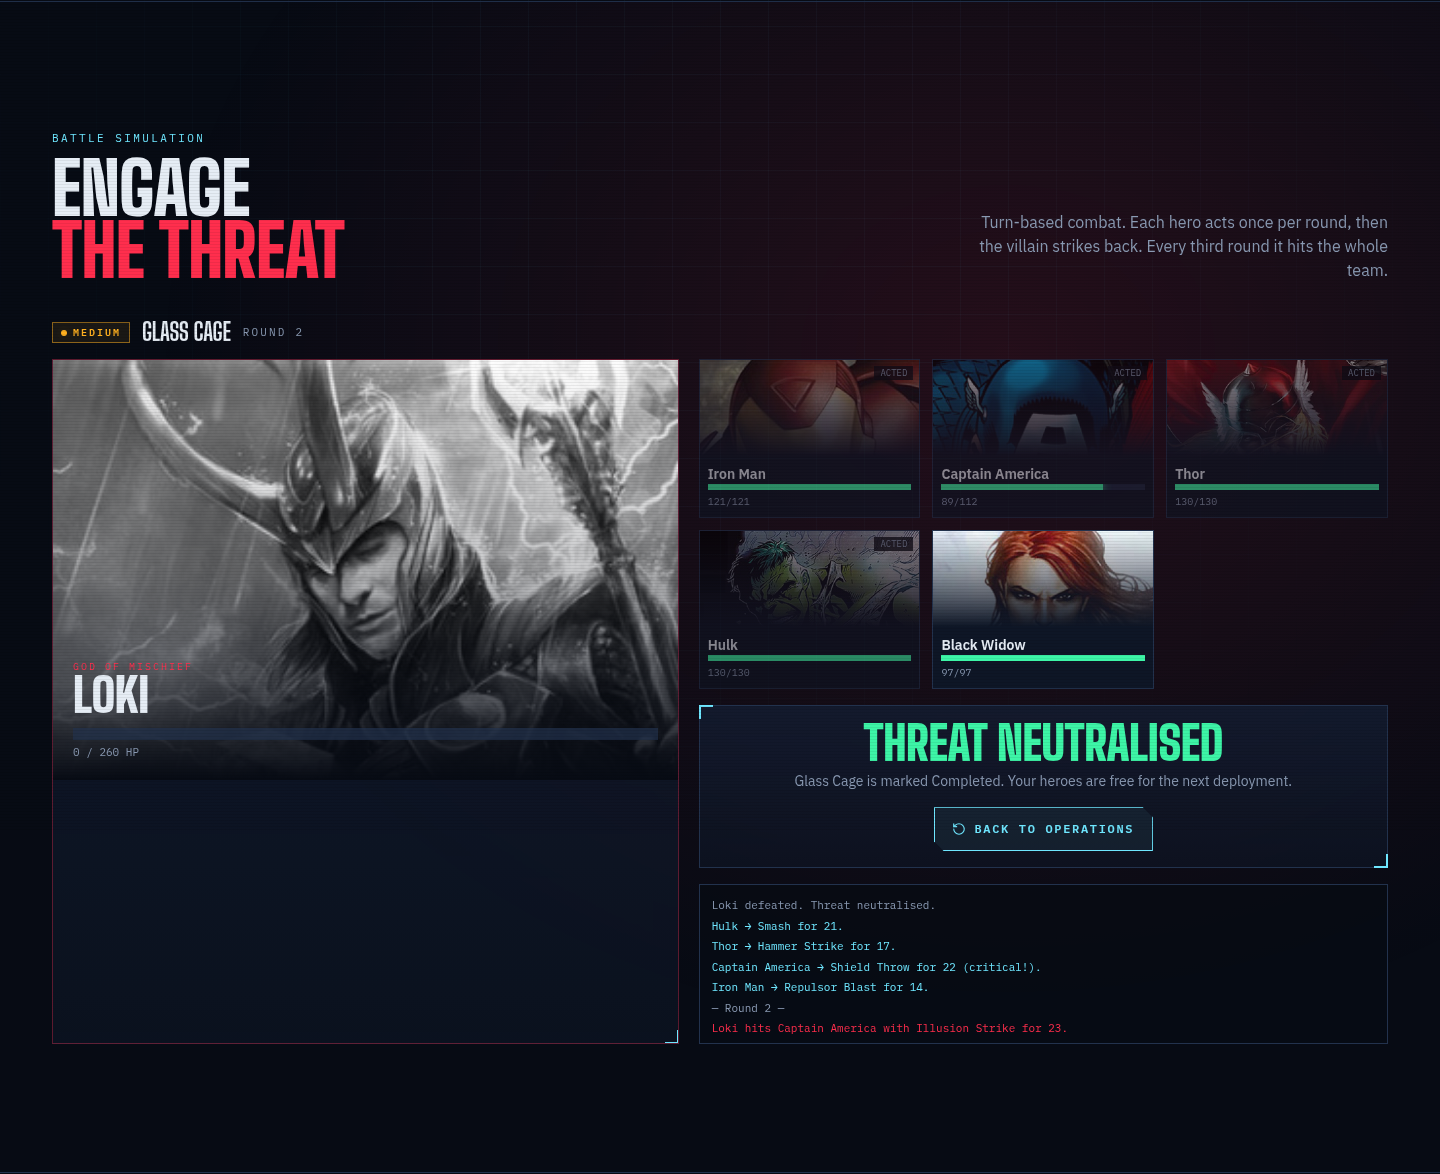 BATTLE SIMULATION
ENGAGE
THE THREAT
Turn-based combat. Each hero acts once per round, then
the villain strikes back. Every third round it hits the whole
team.
MEDIUM GLASS CAGE ROUND 2
GOD OF MISCHIEF
LOKI
0 / 260 HP
ACTED
Iron Man
121/121
ACTED
Captain America
89/112
ACTED
Thor
130/130
ACTED
Hulk
130/130
Black Widow
97/97
THREAT NEUTRALISED
Glass Cage is marked Completed. Your heroes are free for the next deployment.
BACK TO OPERATIONS
Loki defeated. Threat neutralised.
Hulk → Smash for 21.
Thor → Hammer Strike for 17.
Captain America → Shield Throw for 22 (critical!).
Iron Man → Repulsor Blast for 14.
— Round 2 —
Loki hits Captain America with Illusion Strike for 23.